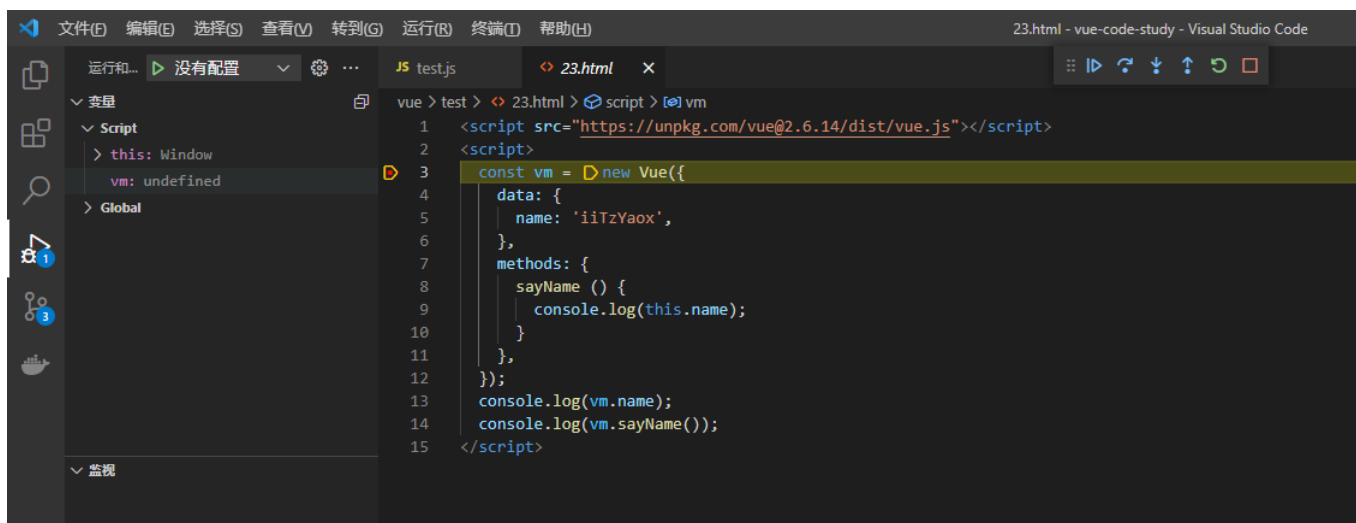 文件(F) 编辑(E) 选择(S) 查看(V) 转到(G) 运行(R) 终端(T) 帮助(H) 23.html - vue-code-study - Visual Studio Code
运行和... 没有配置 ... JS test.js <> 23.html ×
变量
vue > test > <> 23.html > script > vm
Script
this: Window
vm: undefined
Global
1
3
监视
1 <script src="https://unpkg.com/vue@2.6.14/dist/vue.js"></script>
2 <script>
3 const vm = new Vue({
4 data: {
5 name: 'iiTzYaox',
6 },
7 methods: {
8 sayName () {
9 console.log(this.name);
10 }
11 },
12 });
13 console.log(vm.name);
14 console.log(vm.sayName());
15 </script>